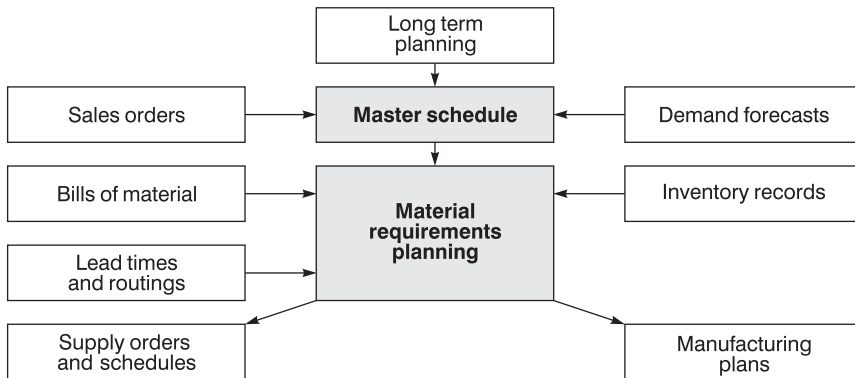 Long term
planning
Sales orders
Master schedule
Demand forecasts
Bills of material
Inventory records
Material
requirements
planning
Lead times
and routings
Supply orders
and schedules
Manufacturing
plans